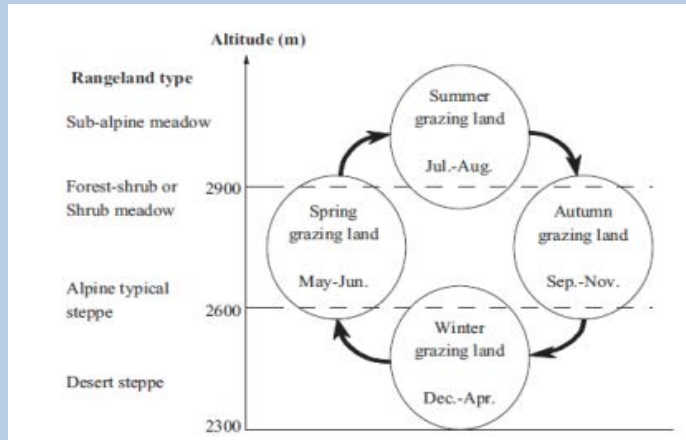 Altitude (m)
Rangeland type
Summer
grazing land
Jul.-Aug.
Sub-alpine meadow
Forest-shrub or
Shrub meadow
2900
Spring
grazing land
May-Jun.
Autumn
grazing land
Sep.-Nov.
Alpine typical
steppe
2600
Winter
grazing land
Dec.-Apr.
Desert steppe
2300